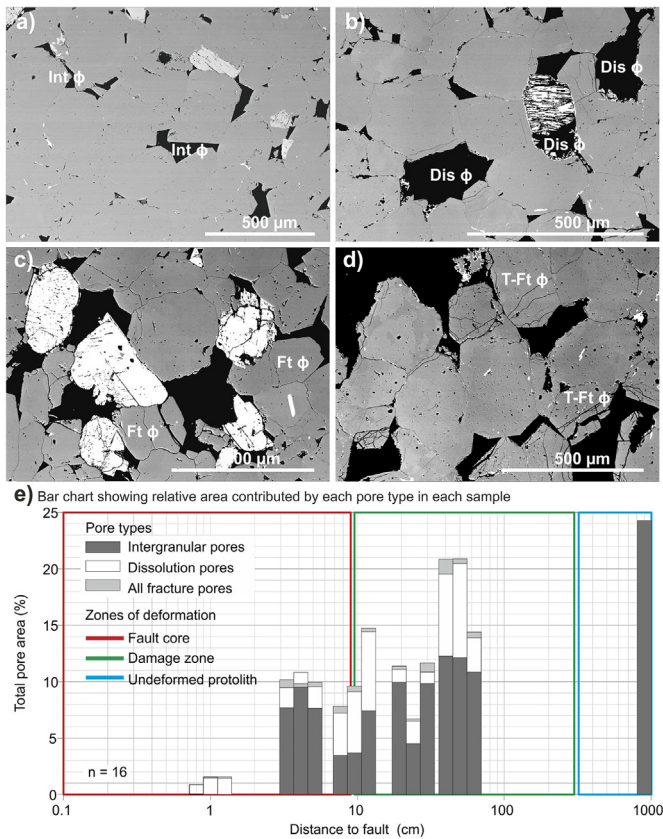 a)
Int ϕ
Int ϕ
500 μm
b)
Dis ϕ
Dis ϕ
Dis ϕ
500 μm
c)
Ft ϕ
Ft ϕ
d)
T-Ft ϕ
T-Ft ϕ
500 μm
e) Bar chart showing relative area contributed by each pore type in each sample
Total pore area (%)
25
20
15
10
5
0
Pore types
Intergranular pores
Dissolution pores
All fracture pores
Zones of deformation
Fault core
Damage zone
Undeformed protolith
n = 16
0.1
1
10
100
1000
Distance to fault (cm)